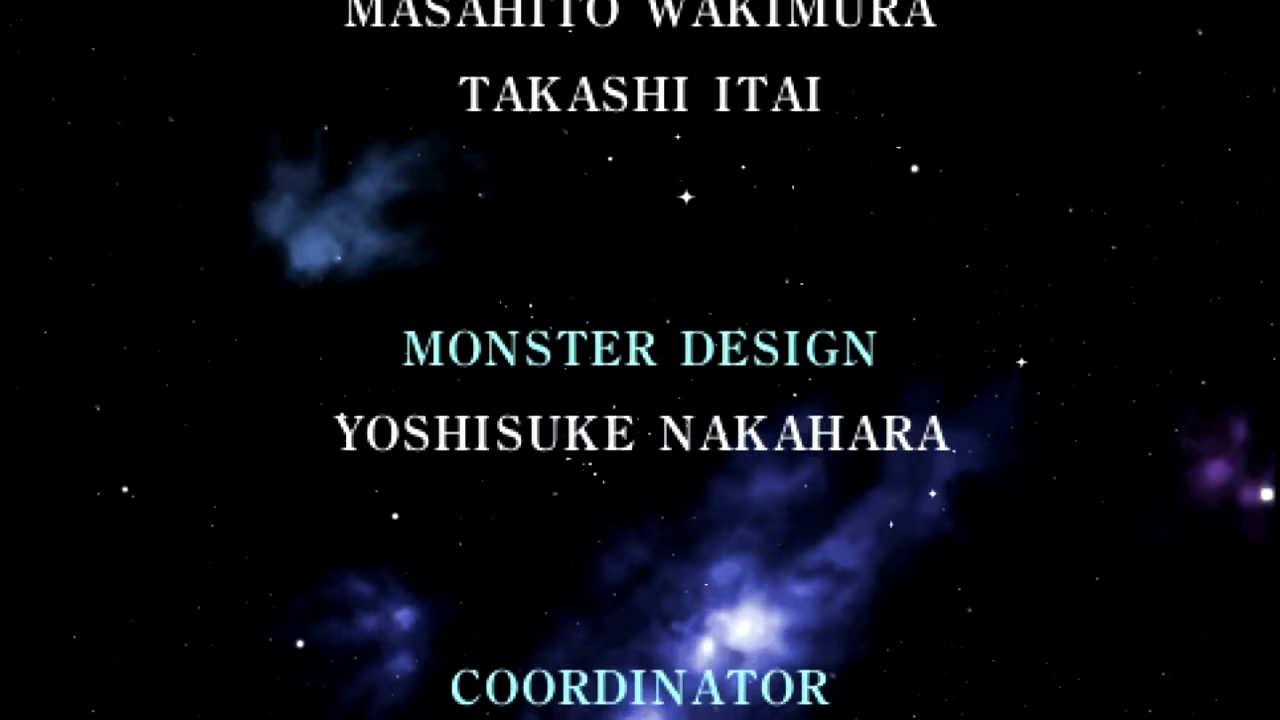 MASAHITO WAKIMURA
TAKASHI ITAI
MONSTER DESIGN
YOSHISUKE NAKAHARA
COORDINATOR